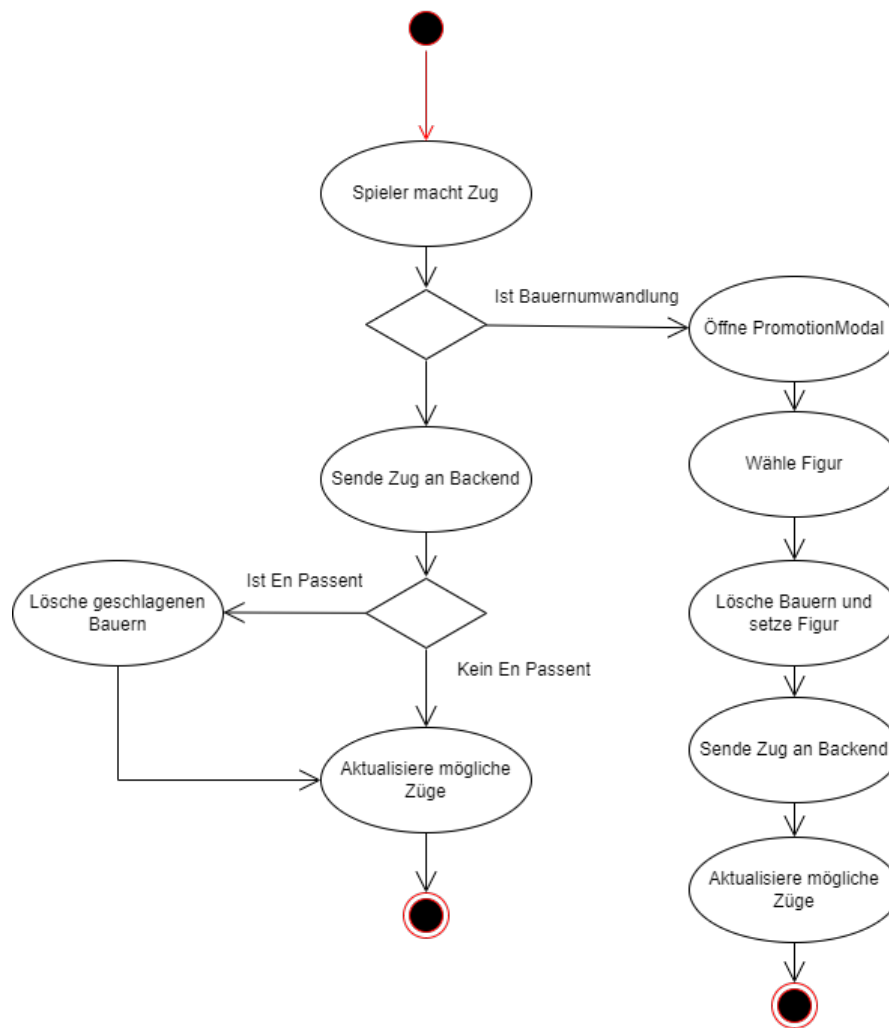 Spieler macht Zug
Ist Bauernumwandlung
Öffne PromotionModal
Sende Zug an Backend
Wähle Figur
Ist En Passent
Lösche geschlagenen
Bauern
Kein En Passent
Lösche Bauern und
setze Figur
Aktualisiere mögliche
Züge
Sende Zug an Backend
Aktualisiere mögliche
Züge